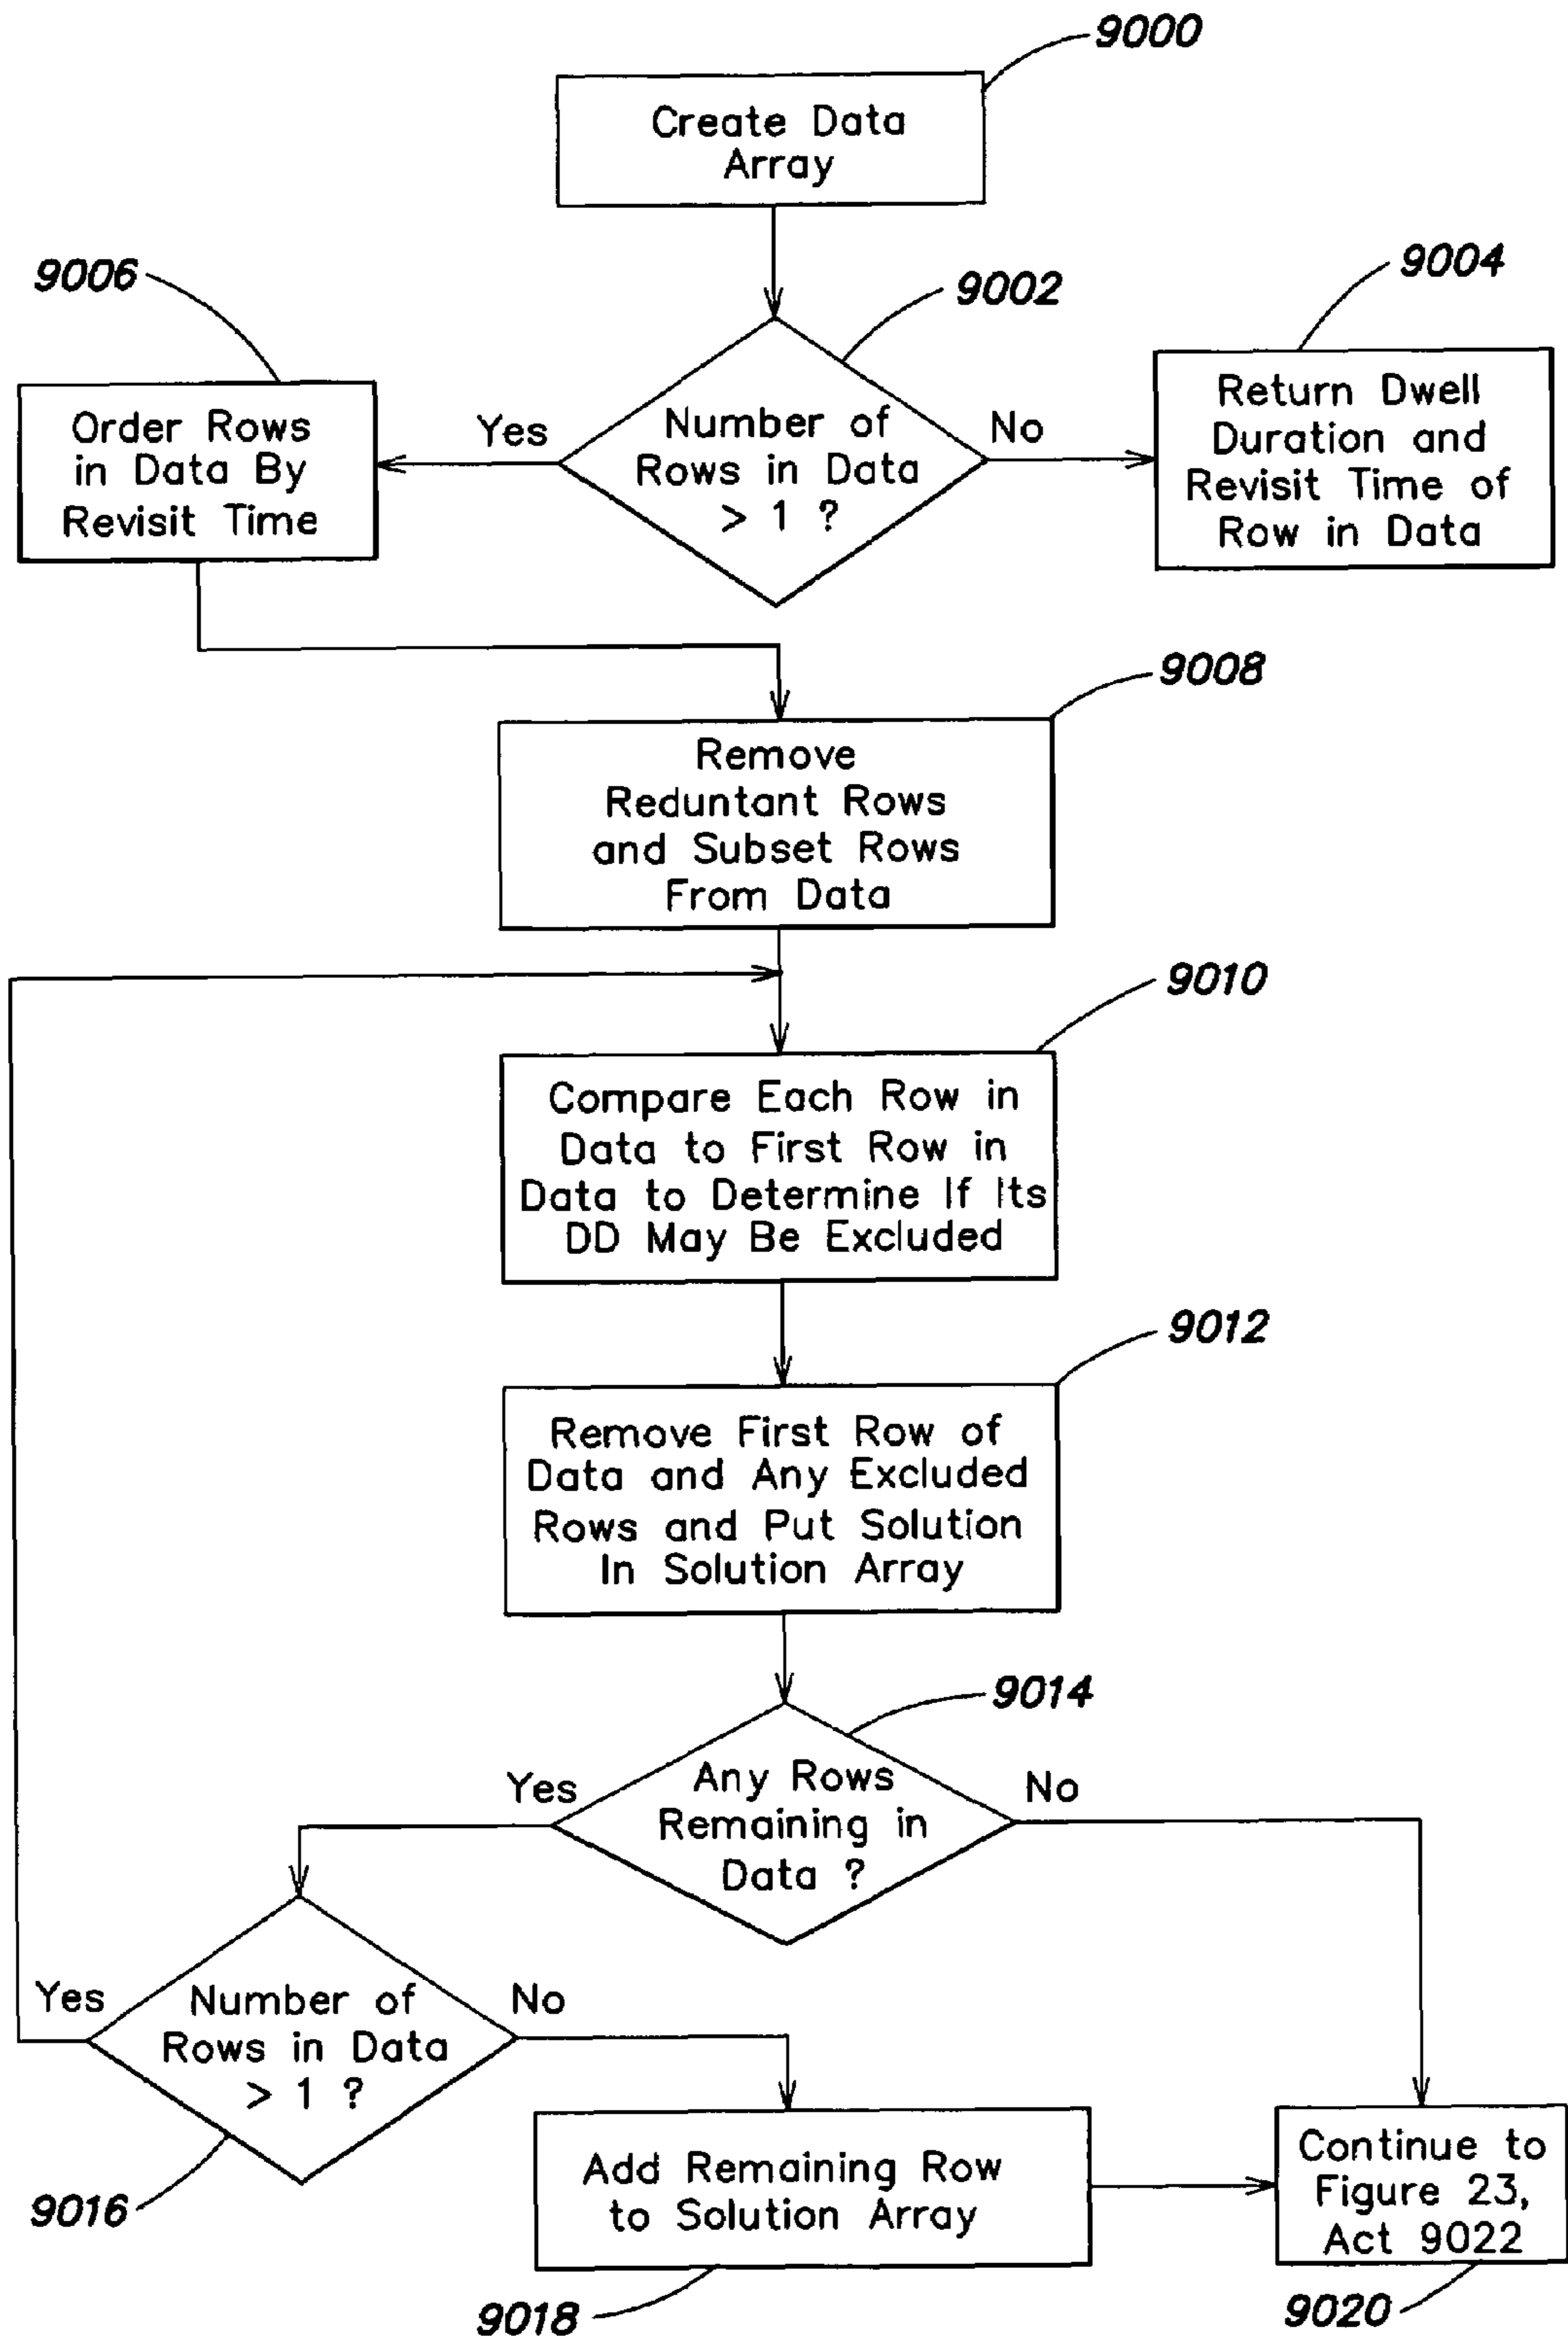 9000
Create Data
Array
9006
9002
9004
Order Rows
in Data By
Revisit Time
Yes
Number of
Rows in Data
> 1 ?
No
Return Dwell
Duration and
Revisit Time of
Row in Data
9008
Remove
Reduntant Rows
and Subset Rows
From Data
9010
Compare Each Row in
Data to First Row in
Data to Determine If Its
DD May Be Excluded
9012
Remove First Row of
Data and Any Excluded
Rows and Put Solution
In Solution Array
9014
Yes
Any Rows
Remaining in
Data ?
No
Yes
Number of
Rows in Data
> 1 ?
No
9016
Add Remaining Row
to Solution Array
9018
Continue to
Figure 23,
Act 9022
9020